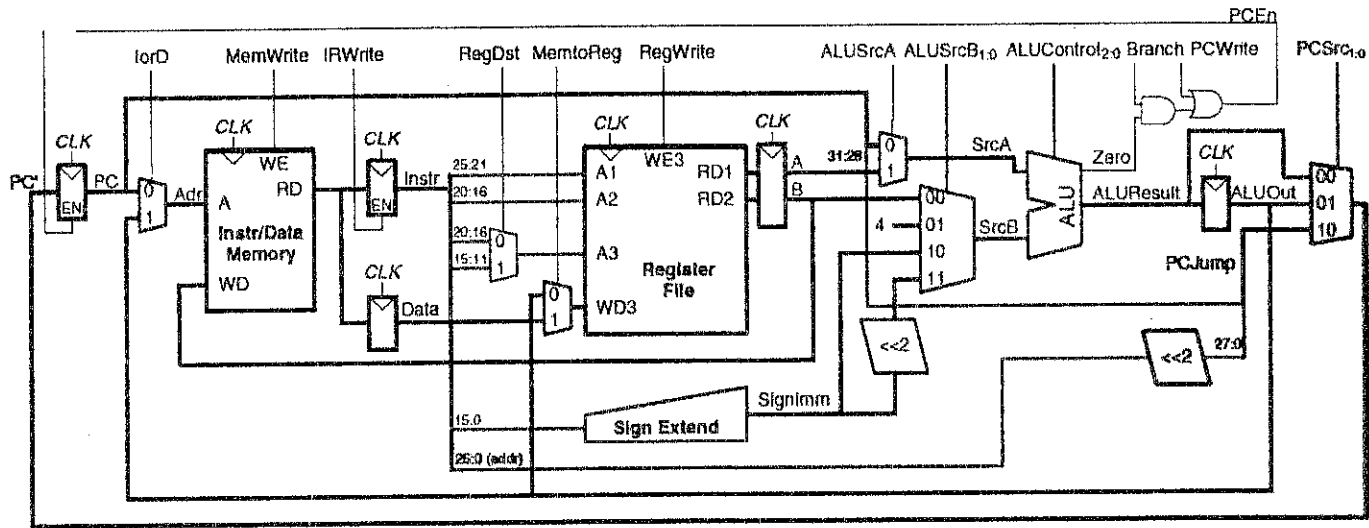 PCEn
IorD MemWrite IRWrite RegDst MemtoReg RegWrite ALUSrcA ALUSrcB1:0 ALUControl2:0 Branch PCWrite PCSrc1:0
CLK CLK CLK CLK CLK CLK
PC' PC EN
0 1 Adr
WE RD A Instr/Data Memory WD
EN Instr
CLK
Data
25:21
20:16
20:16 0
15:11 1
0 1
A1 A2 A3 WD3 WE3 RD1 RD2 Register File
A
B
31:28 0 1
SrcA
00
4 01
10
11
SrcB
ALU Zero
ALUResult ALUOut
00
01
10
PCJump
<<2
<<2 27:0
SignImm
15:0 Sign Extend
25:0 (addr)